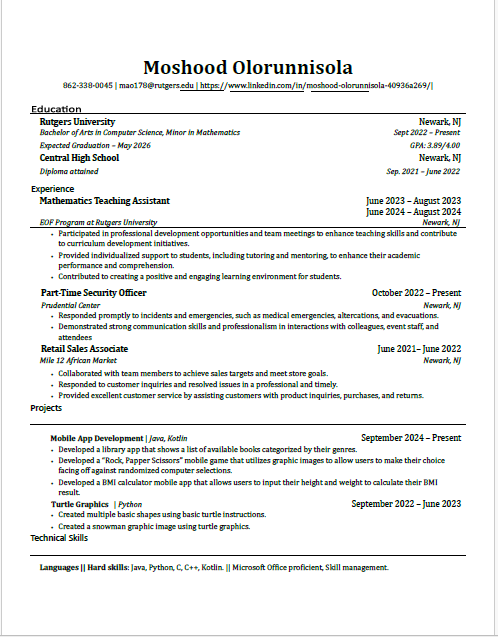 Moshood Olorunnisola
862-338-0045 | mao178@rutgers.edu | https://www.linkedin.com/in/moshood-olorunnisola-40936a269/|
Education
Rutgers University Newark, NJ
Bachelor of Arts in Computer Science, Minor in Mathematics Sept 2022 – Present
Expected Graduation – May 2026 GPA: 3.89/4.00
Central High School Newark, NJ
Diploma attained Sep. 2021 – June 2022
Experience
Mathematics Teaching Assistant June 2023 – August 2023
June 2024 – August 2024
EOF Program at Rutgers University Newark, NJ
• Participated in professional development opportunities and team meetings to enhance teaching skills and contribute
to curriculum development initiatives.
• Provided individualized support to students, including tutoring and mentoring, to enhance their academic
performance and comprehension.
• Contributed to creating a positive and engaging learning environment for students.
Part-Time Security Officer October 2022 – Present
Prudential Center Newark, NJ
• Responded promptly to incidents and emergencies, such as medical emergencies, altercations, and evacuations.
• Demonstrated strong communication skills and professionalism in interactions with colleagues, event staff, and
attendees
Retail Sales Associate June 2021– June 2022
Mile 12 African Market Newark, NJ
• Collaborated with team members to achieve sales targets and meet store goals.
• Responded to customer inquiries and resolved issues in a professional and timely.
• Provided excellent customer service by assisting customers with product inquiries, purchases, and returns.
Projects
Mobile App Development | Java, Kotlin September 2024 – Present
• Developed a library app that shows a list of available books categorized by their genres.
• Developed a “Rock, Papper Scissors” mobile game that utilizes graphic images to allow users to make their choice
facing off against randomized computer selections.
• Developed a BMI calculator mobile app that allows users to input their height and weight to calculate their BMI
result.
Turtle Graphics | Python September 2022 – June 2023
• Created multiple basic shapes using basic turtle instructions.
• Created a snowman graphic image using turtle graphics.
Technical Skills
Languages || Hard skills: Java, Python, C, C++, Kotlin. || Microsoft Office proficient, Skill management.